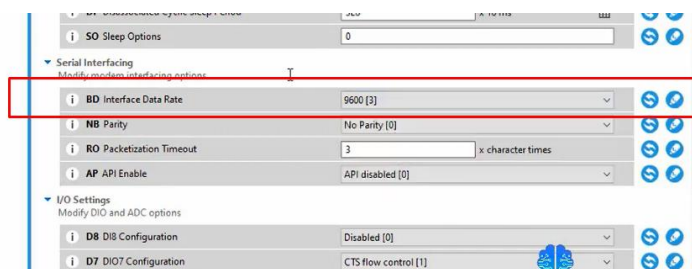 SO Sleep Options 0
Serial Interfacing
Modify modem interfacing options
BD Interface Data Rate 9600 [3]
NB Parity No Parity [0]
RO Packetization Timeout 3 x character times
AP API Enable API disabled [0]
I/O Settings
Modify DIO and ADC options
D8 DI8 Configuration Disabled [0]
D7 DIO7 Configuration CTS flow control [1]